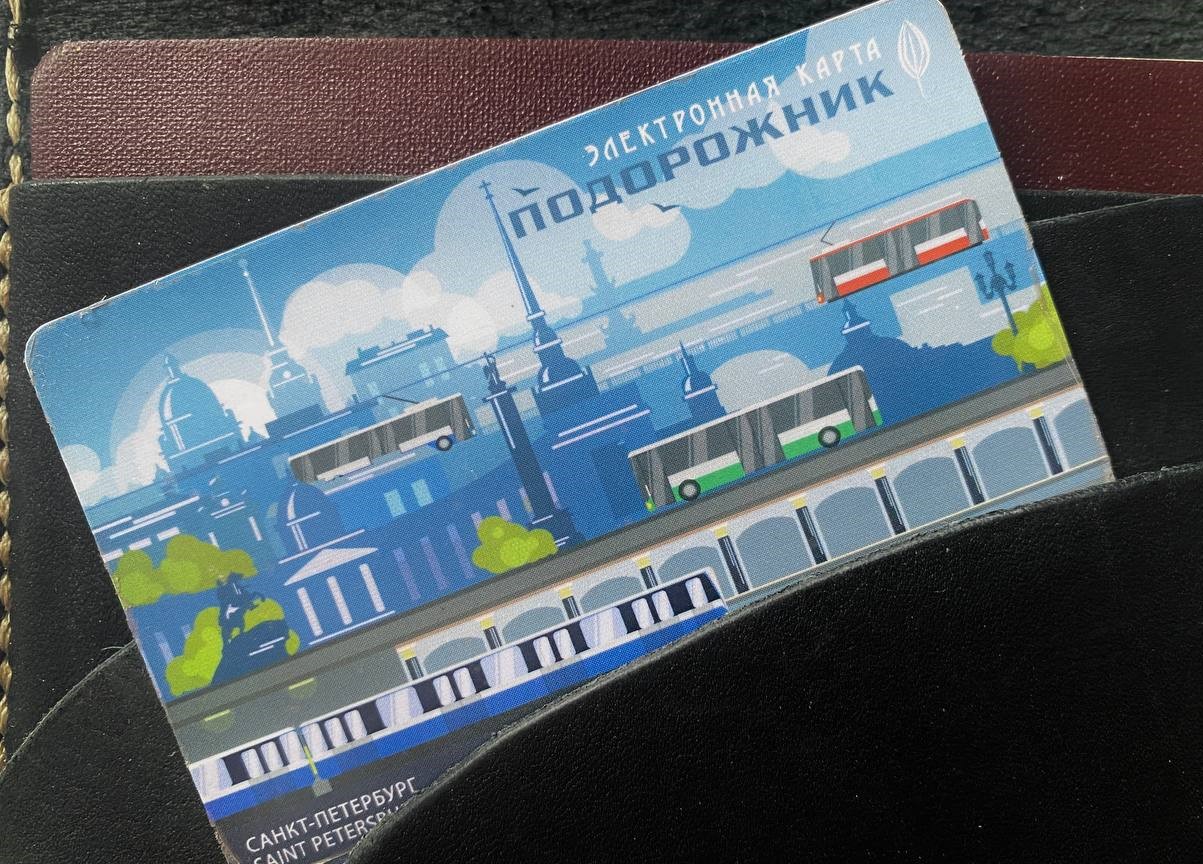 ЭЛЕКТРОННАЯ КАРТА
ПОДОРОЖНИК
САНКТ-ПЕТЕРБУРГ
SAINT